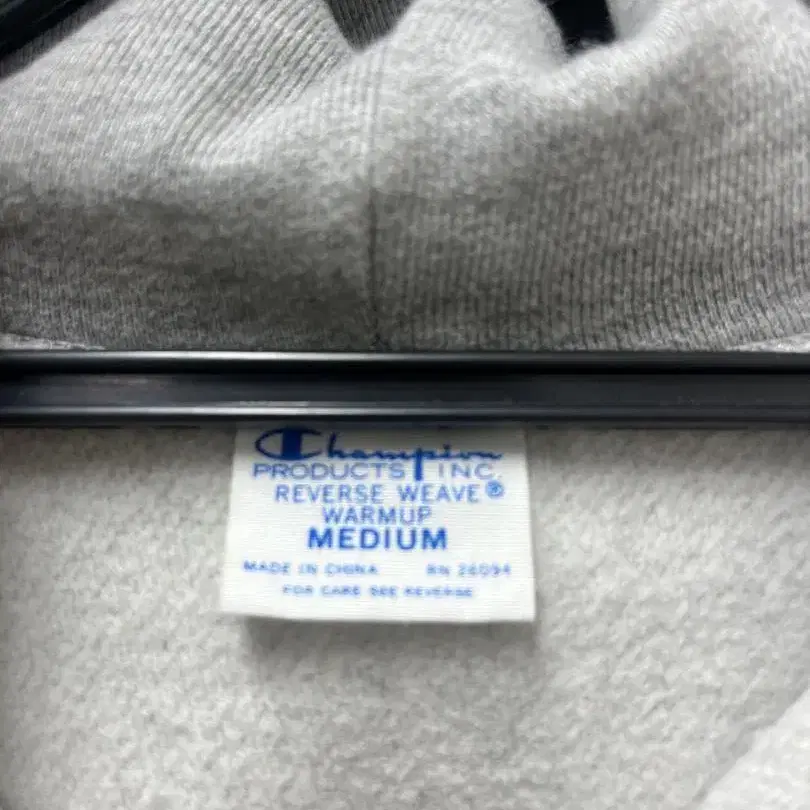 Champion
PRODUCTS INC.
REVERSE WEAVE®
WARMUP
MEDIUM
MADE IN CHINA RN 26094
FOR CARE SEE REVERSE